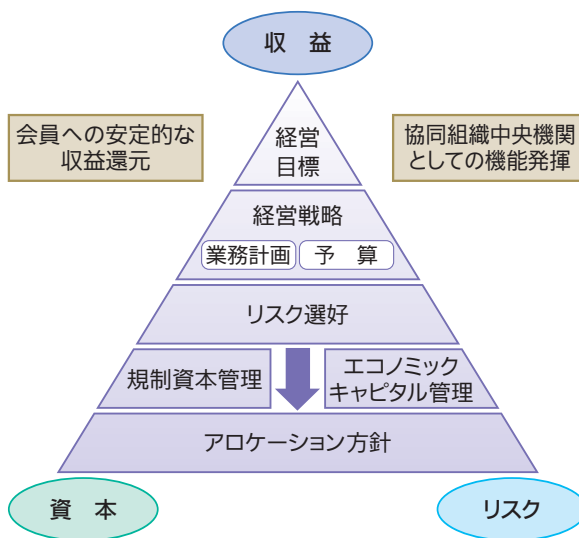 収　益
会員への安定的な
収益還元
協同組織中央機関
としての機能発揮
経営
目標
経営戦略
業務計画
予　算
リスク選好
規制資本管理
エコノミック
キャピタル管理
アロケーション方針
資　本
リスク